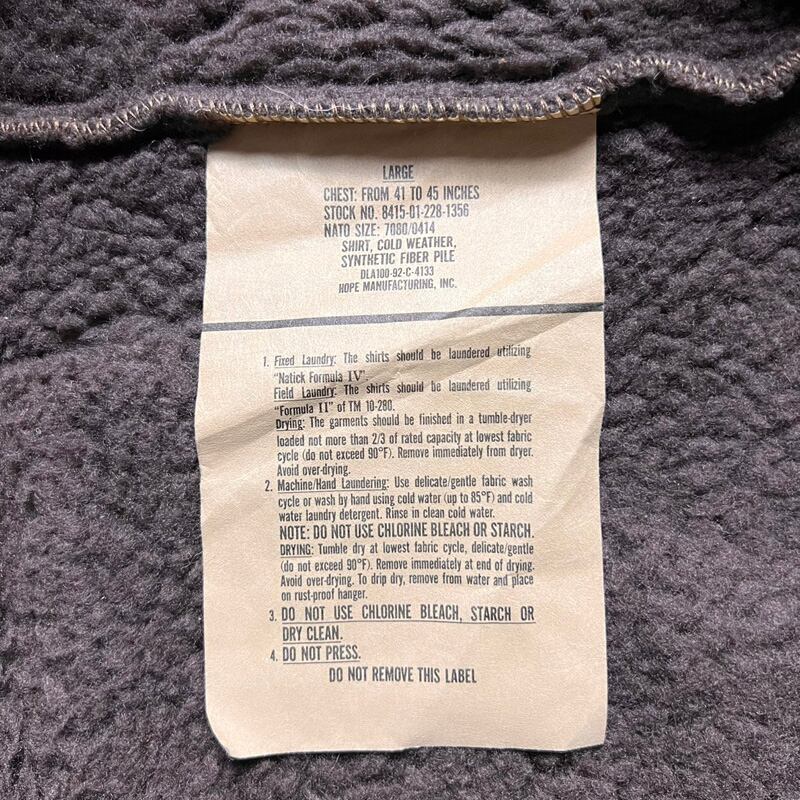 LARGE
CHEST: FROM 41 TO 45 INCHES
STOCK NO. 8415-01-228-1356
NATO SIZE: 7080/0414
SHIRT, COLD WEATHER,
SYNTHETIC FIBER PILE
DLA100-92-C-4133
HOPE MANUFACTURING, INC.
1. Fixed Laundry: The shirts should be laundered utilizing
"Natick Formula IV".
Field Laundry: The shirts should be laundered utilizing
"Formula II" of TM 10-280.
Drying: The garments should be finished in a tumble-dryer
loaded not more than 2/3 of rated capacity at lowest fabric
cycle (do not exceed 90°F). Remove immediately from dryer.
Avoid over-drying.
2. Machine/Hand Laundering: Use delicate/gentle fabric wash
cycle or wash by hand using cold water (up to 85°F) and cold
water laundry detergent. Rinse in clean cold water.
NOTE: DO NOT USE CHLORINE BLEACH OR STARCH.
DRYING: Tumble dry at lowest fabric cycle, delicate/gentle
(do not exceed 90°F). Remove immediately at end of drying.
Avoid over-drying. To drip dry, remove from water and place
on rust-proof hanger.
3. DO NOT USE CHLORINE BLEACH, STARCH OR
DRY CLEAN.
4. DO NOT PRESS.
DO NOT REMOVE THIS LABEL